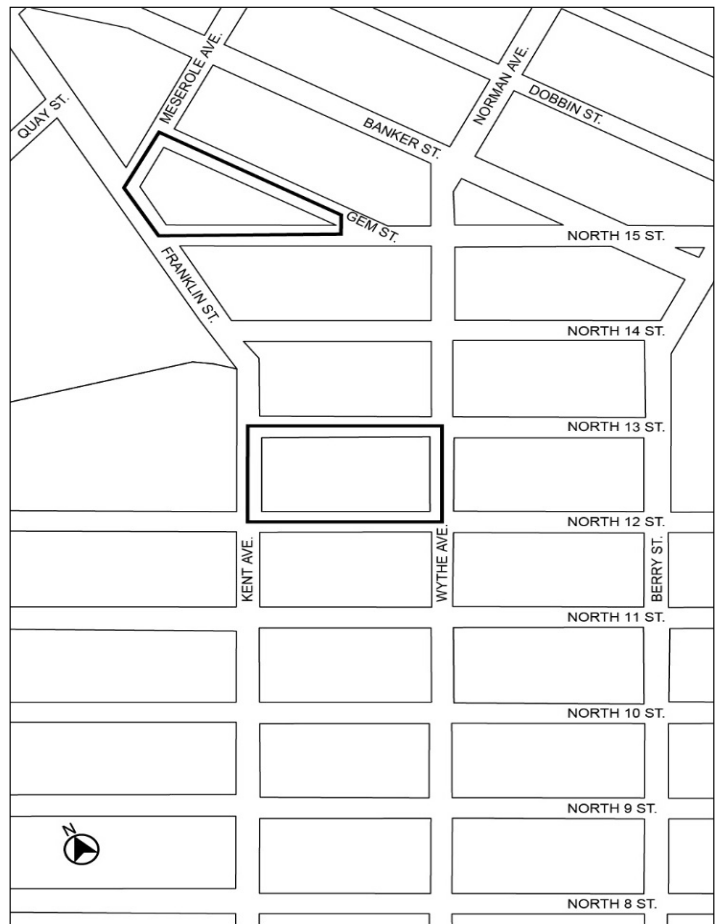 MESEROLE AVE.
QUAY ST.
NORMAN AVE.
DOBBIN ST.
BANKER ST.
GEM ST.
NORTH 15 ST.
FRANKLIN ST.
NORTH 14 ST.
NORTH 13 ST.
NORTH 12 ST.
KENT AVE.
WYTHE AVE.
BERRY ST.
NORTH 11 ST.
NORTH 10 ST.
NORTH 9 ST.
N
NORTH 8 ST.